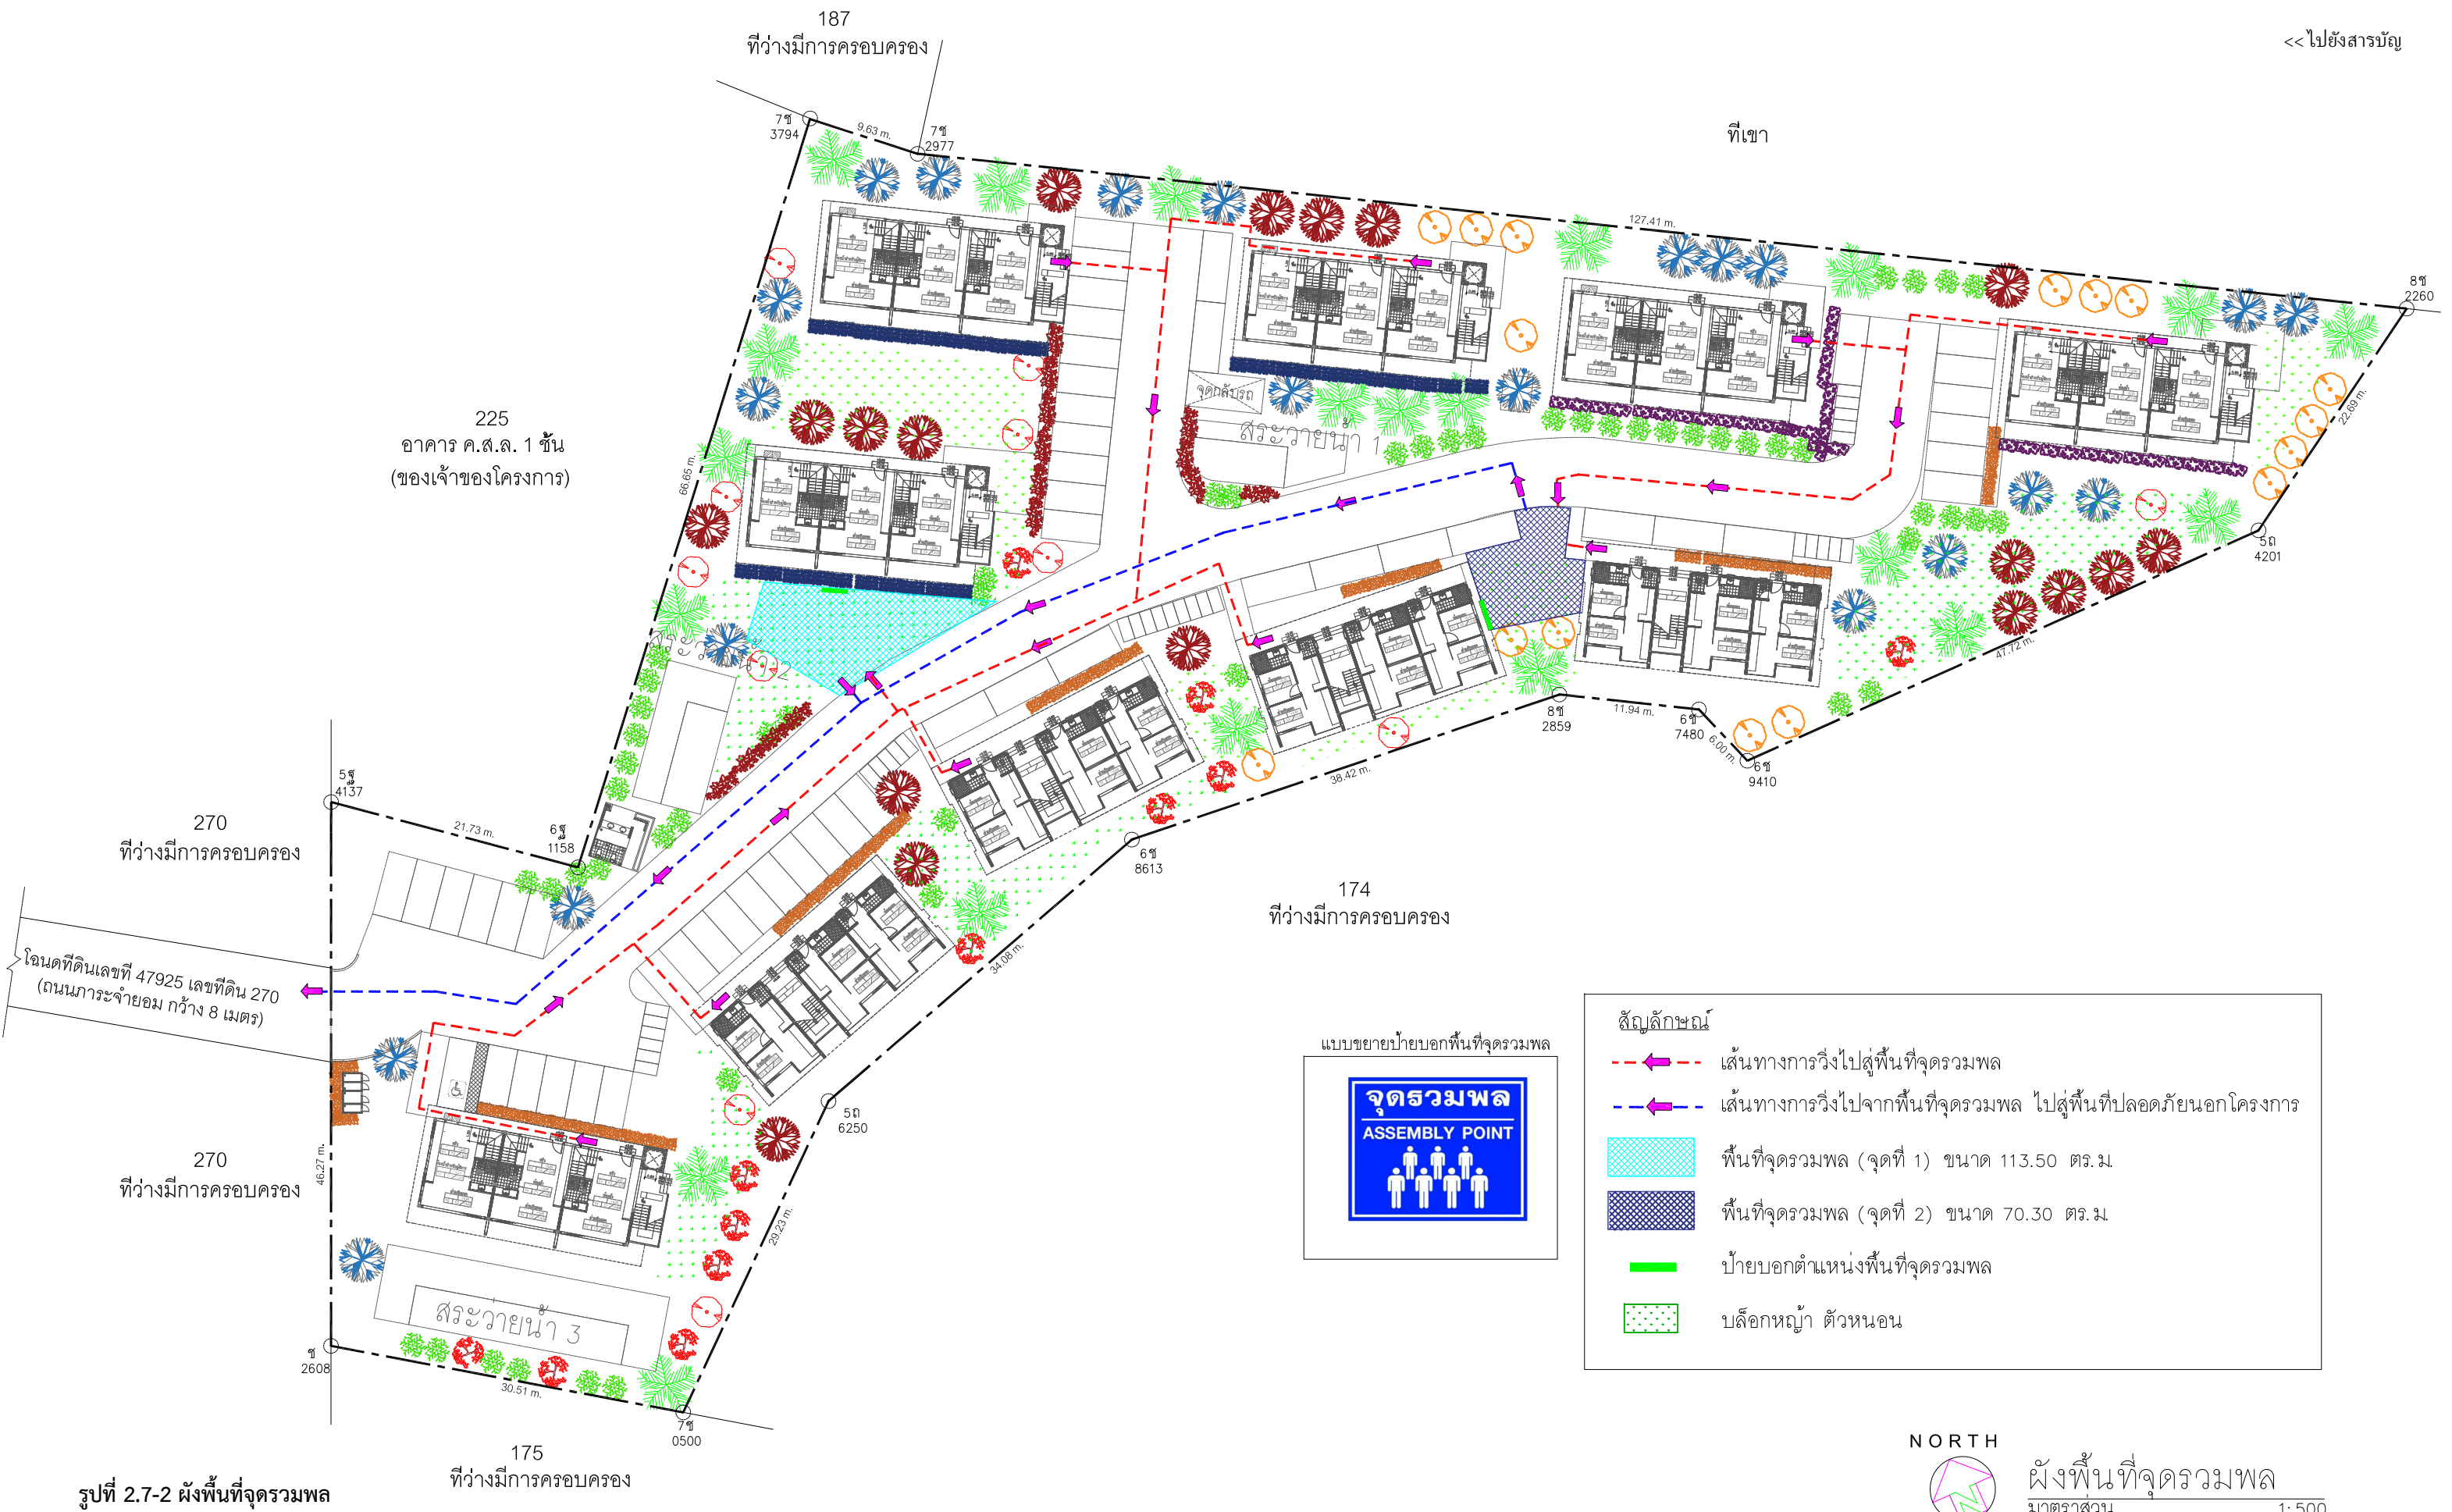 << ไปยังสารบัญ
187
ที่ว่างมีการครอบครอง
7ช
3794
9.63 m.
7ช
2977
ที่เขา
127.41 m.
8ช
2260
22.69 m.
5ถ
4201
47.72 m.
225
อาคาร ค.ส.ล. 1 ชั้น
(ของเจ้าของโครงการ)
66.65 m.
จุดกลับรถ
สระว่ายน้ำ 1
8ช
2859
11.94 m.
6ช
7480
6.00 m.
6ช
9410
38.42 m.
6ช
8613
34.08 m.
174
ที่ว่างมีการครอบครอง
5ฐ
4137
21.73 m.
6ฐ
1158
270
ที่ว่างมีการครอบครอง
โฉนดที่ดินเลขที่ 47925 เลขที่ดิน 270
(ถนนภาระจำยอม กว้าง 8 เมตร)
5ถ
6250
29.23 m.
270
ที่ว่างมีการครอบครอง
46.27 m.
สระว่ายน้ำ 3
ช
2608
30.51 m.
7ช
0500
175
ที่ว่างมีการครอบครอง
แบบขยายป้ายบอกพื้นที่จุดรวมพล
จุดรวมพล
ASSEMBLY POINT
สัญลักษณ์
เส้นทางการวิ่งไปสู่พื้นที่จุดรวมพล
เส้นทางการวิ่งไปจากพื้นที่จุดรวมพล ไปสู่พื้นที่ปลอดภัยนอกโครงการ
พื้นที่จุดรวมพล (จุดที่ 1) ขนาด 113.50 ตร.ม.
พื้นที่จุดรวมพล (จุดที่ 2) ขนาด 70.30 ตร.ม.
ป้ายบอกตำแหน่งพื้นที่จุดรวมพล
บล็อกหญ้า ตัวหนอน
NORTH
ผังพื้นที่จุดรวมพล
มาตราส่วน 1:500
รูปที่ 2.7-2 ผังพื้นที่จุดรวมพล